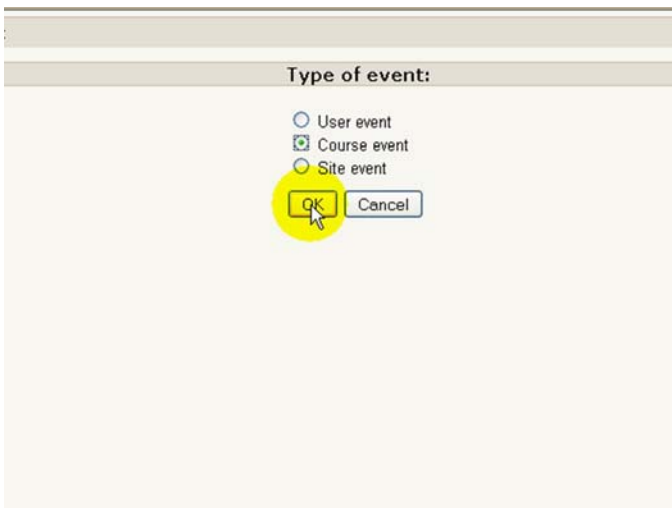 :
Type of event:
User event
Course event
Site event
OK Cancel